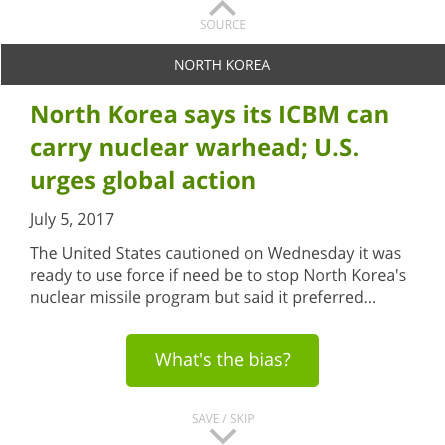 SOURCE
NORTH KOREA
North Korea says its ICBM can
carry nuclear warhead; U.S.
urges global action
July 5, 2017
The United States cautioned on Wednesday it was
ready to use force if need be to stop North Korea's
nuclear missile program but said it preferred...
What's the bias?
SAVE / SKIP